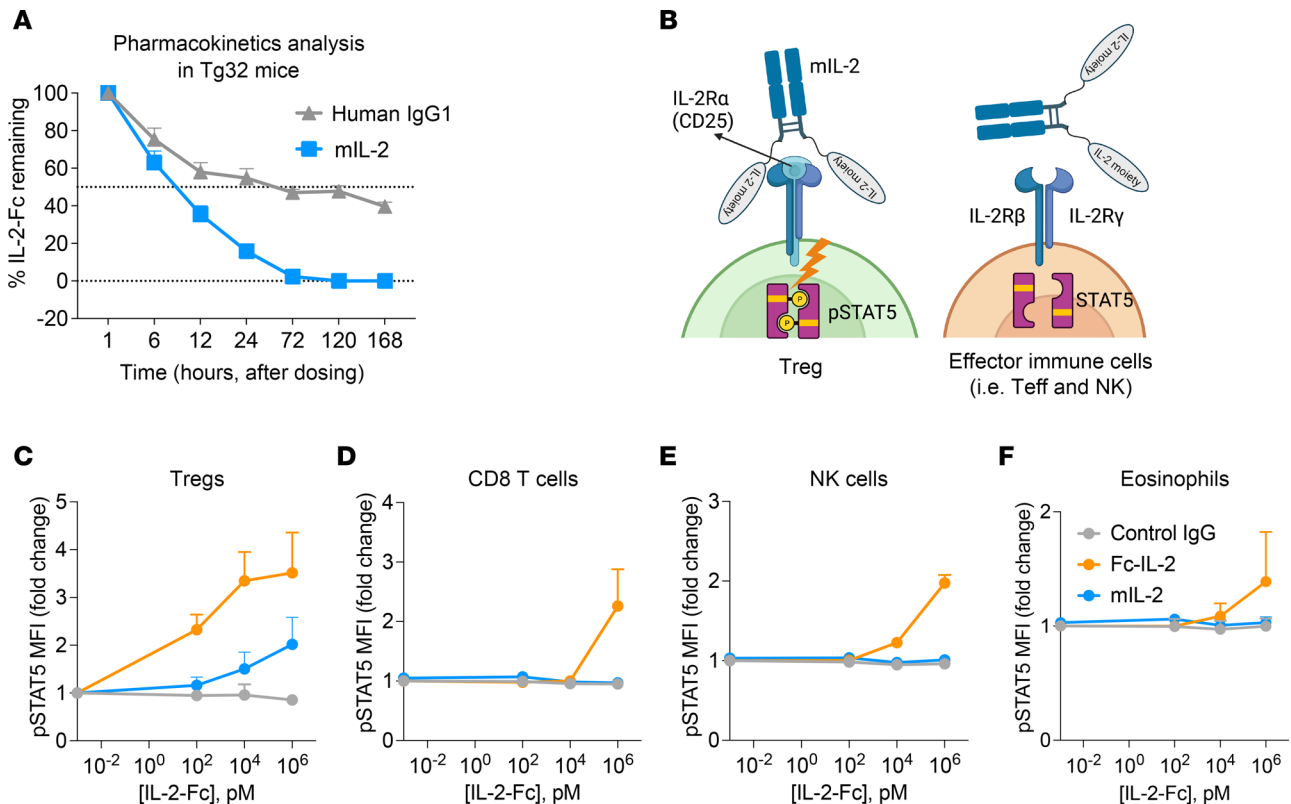 A
Pharmacokinetics analysis
in Tg32 mice
% IL-2-Fc remaining
100
80
60
40
20
0
-20
Human IgG1
mIL-2
1 6 12 24 72 120 168
Time (hours, after dosing)
B
mIL-2
IL-2Rα
(CD25)
IL-2 moiety
IL-2 moiety
P
P
pSTAT5
Treg
IL-2 moiety
IL-2 moiety
IL-2Rβ
IL-2Rγ
STAT5
Effector immune cells
(i.e. Teff and NK)
C
Tregs
pSTAT5 MFI (fold change)
5
4
3
2
1
0
10⁻² 10⁰ 10² 10⁴ 10⁶
[IL-2-Fc], pM
D
CD8 T cells
pSTAT5 MFI (fold change)
4
3
2
1
0
10⁻² 10⁰ 10² 10⁴ 10⁶
[IL-2-Fc], pM
E
NK cells
pSTAT5 MFI (fold change)
3
2
1
0
10⁻² 10⁰ 10² 10⁴ 10⁶
[IL-2-Fc], pM
F
Eosinophils
pSTAT5 MFI (fold change)
2
1
0
Control IgG
Fc-IL-2
mIL-2
10⁻² 10⁰ 10² 10⁴ 10⁶
[IL-2-Fc], pM